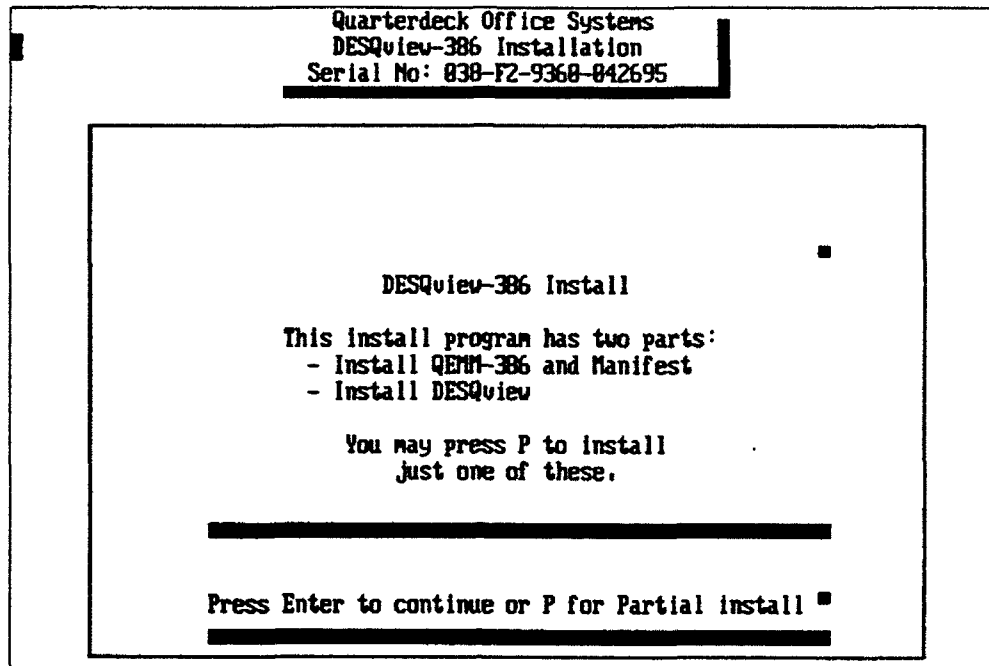 Quarterdeck Office Systems
DESQview-386 Installation
Serial No: 030-F2-9360-042695
DESQview-386 Install
This install program has two parts:
- Install QEMM-386 and Manifest
- Install DESQview
You may press P to install
just one of these.
Press Enter to continue or P for Partial install